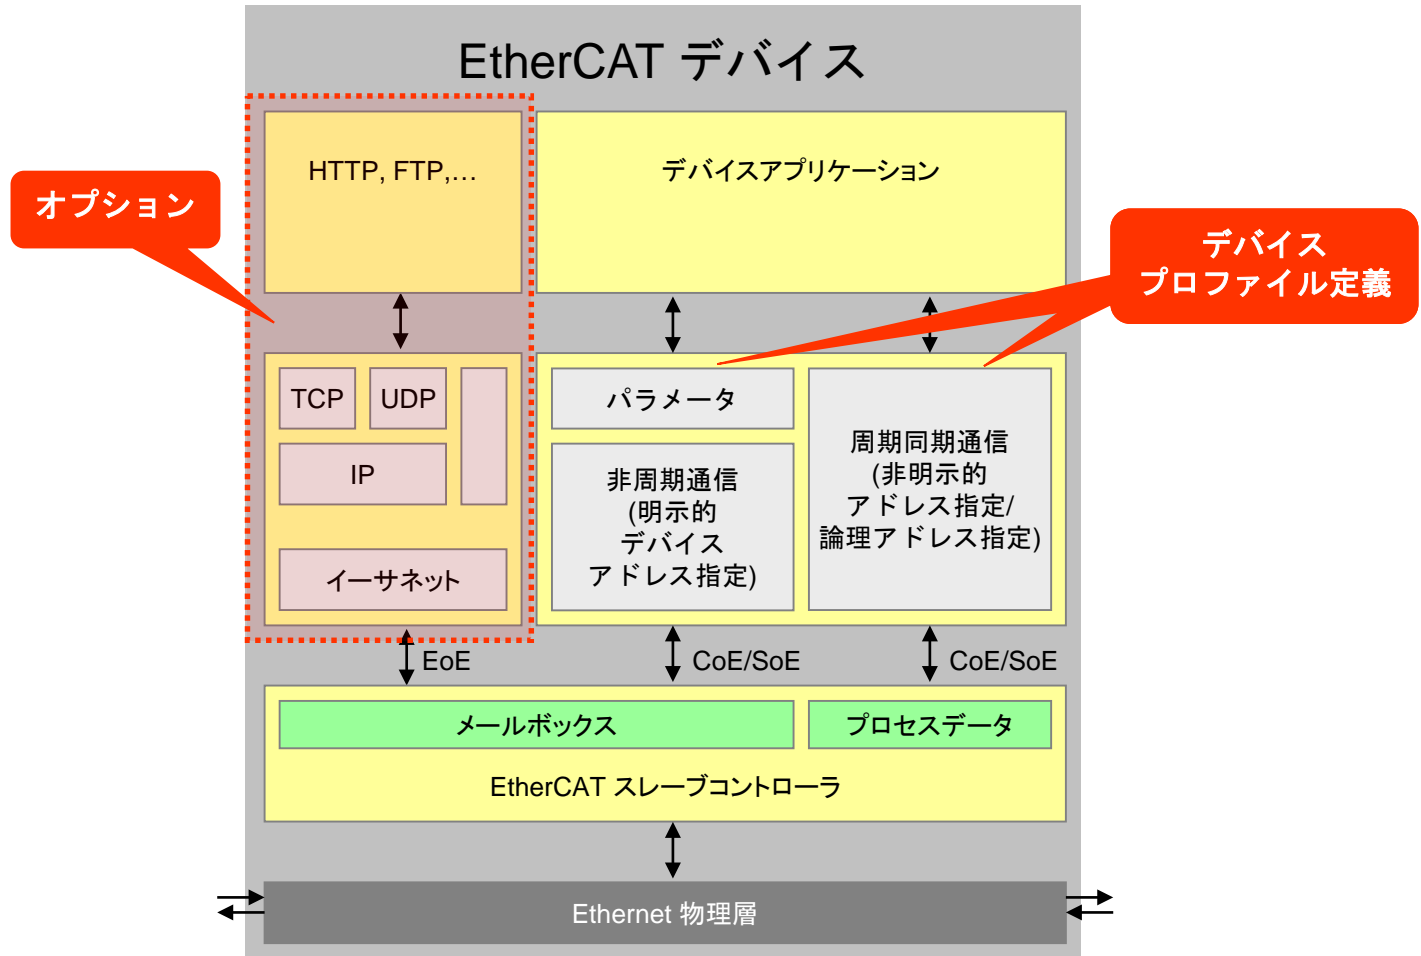 EtherCAT デバイス
HTTP, FTP,…
デバイスアプリケーション
オプション
デバイス
プロファイル定義
TCP
UDP
IP
イーサネット
パラメータ
非周期通信
(明示的
デバイス
アドレス指定)
周期同期通信
(非明示的
アドレス指定/
論理アドレス指定)
EoE
CoE/SoE
CoE/SoE
メールボックス
プロセスデータ
EtherCAT スレーブコントローラ
Ethernet 物理層